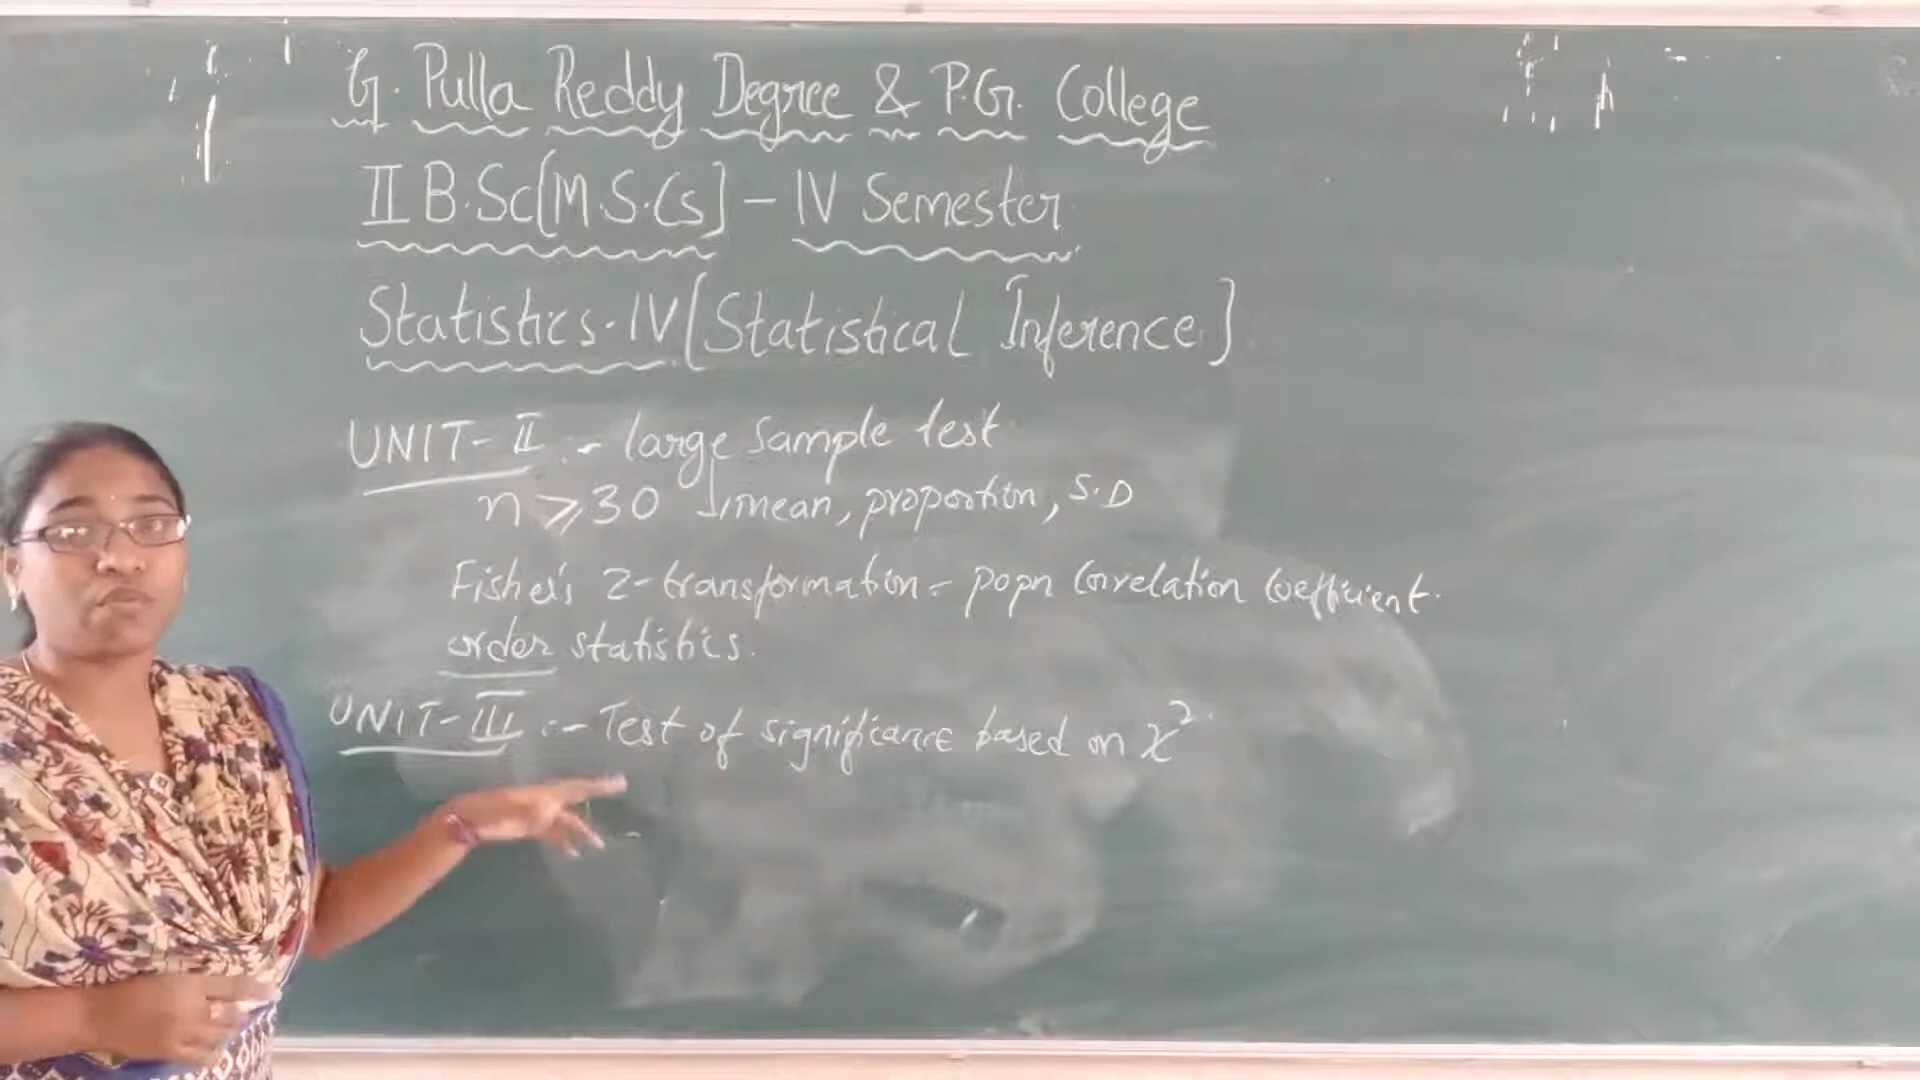 G. Pulla Reddy Degree & P.G. College
II B.Sc[M.S.Cs] - IV Semester
Statistics-IV [Statistical Inference]
UNIT-II :- large sample test
n ⩾ 30 mean, proportion, S.D
Fisher's Z-transformation - popn correlation coefficient.
order statistics.
UNIT-III :- Test of significance based on χ².